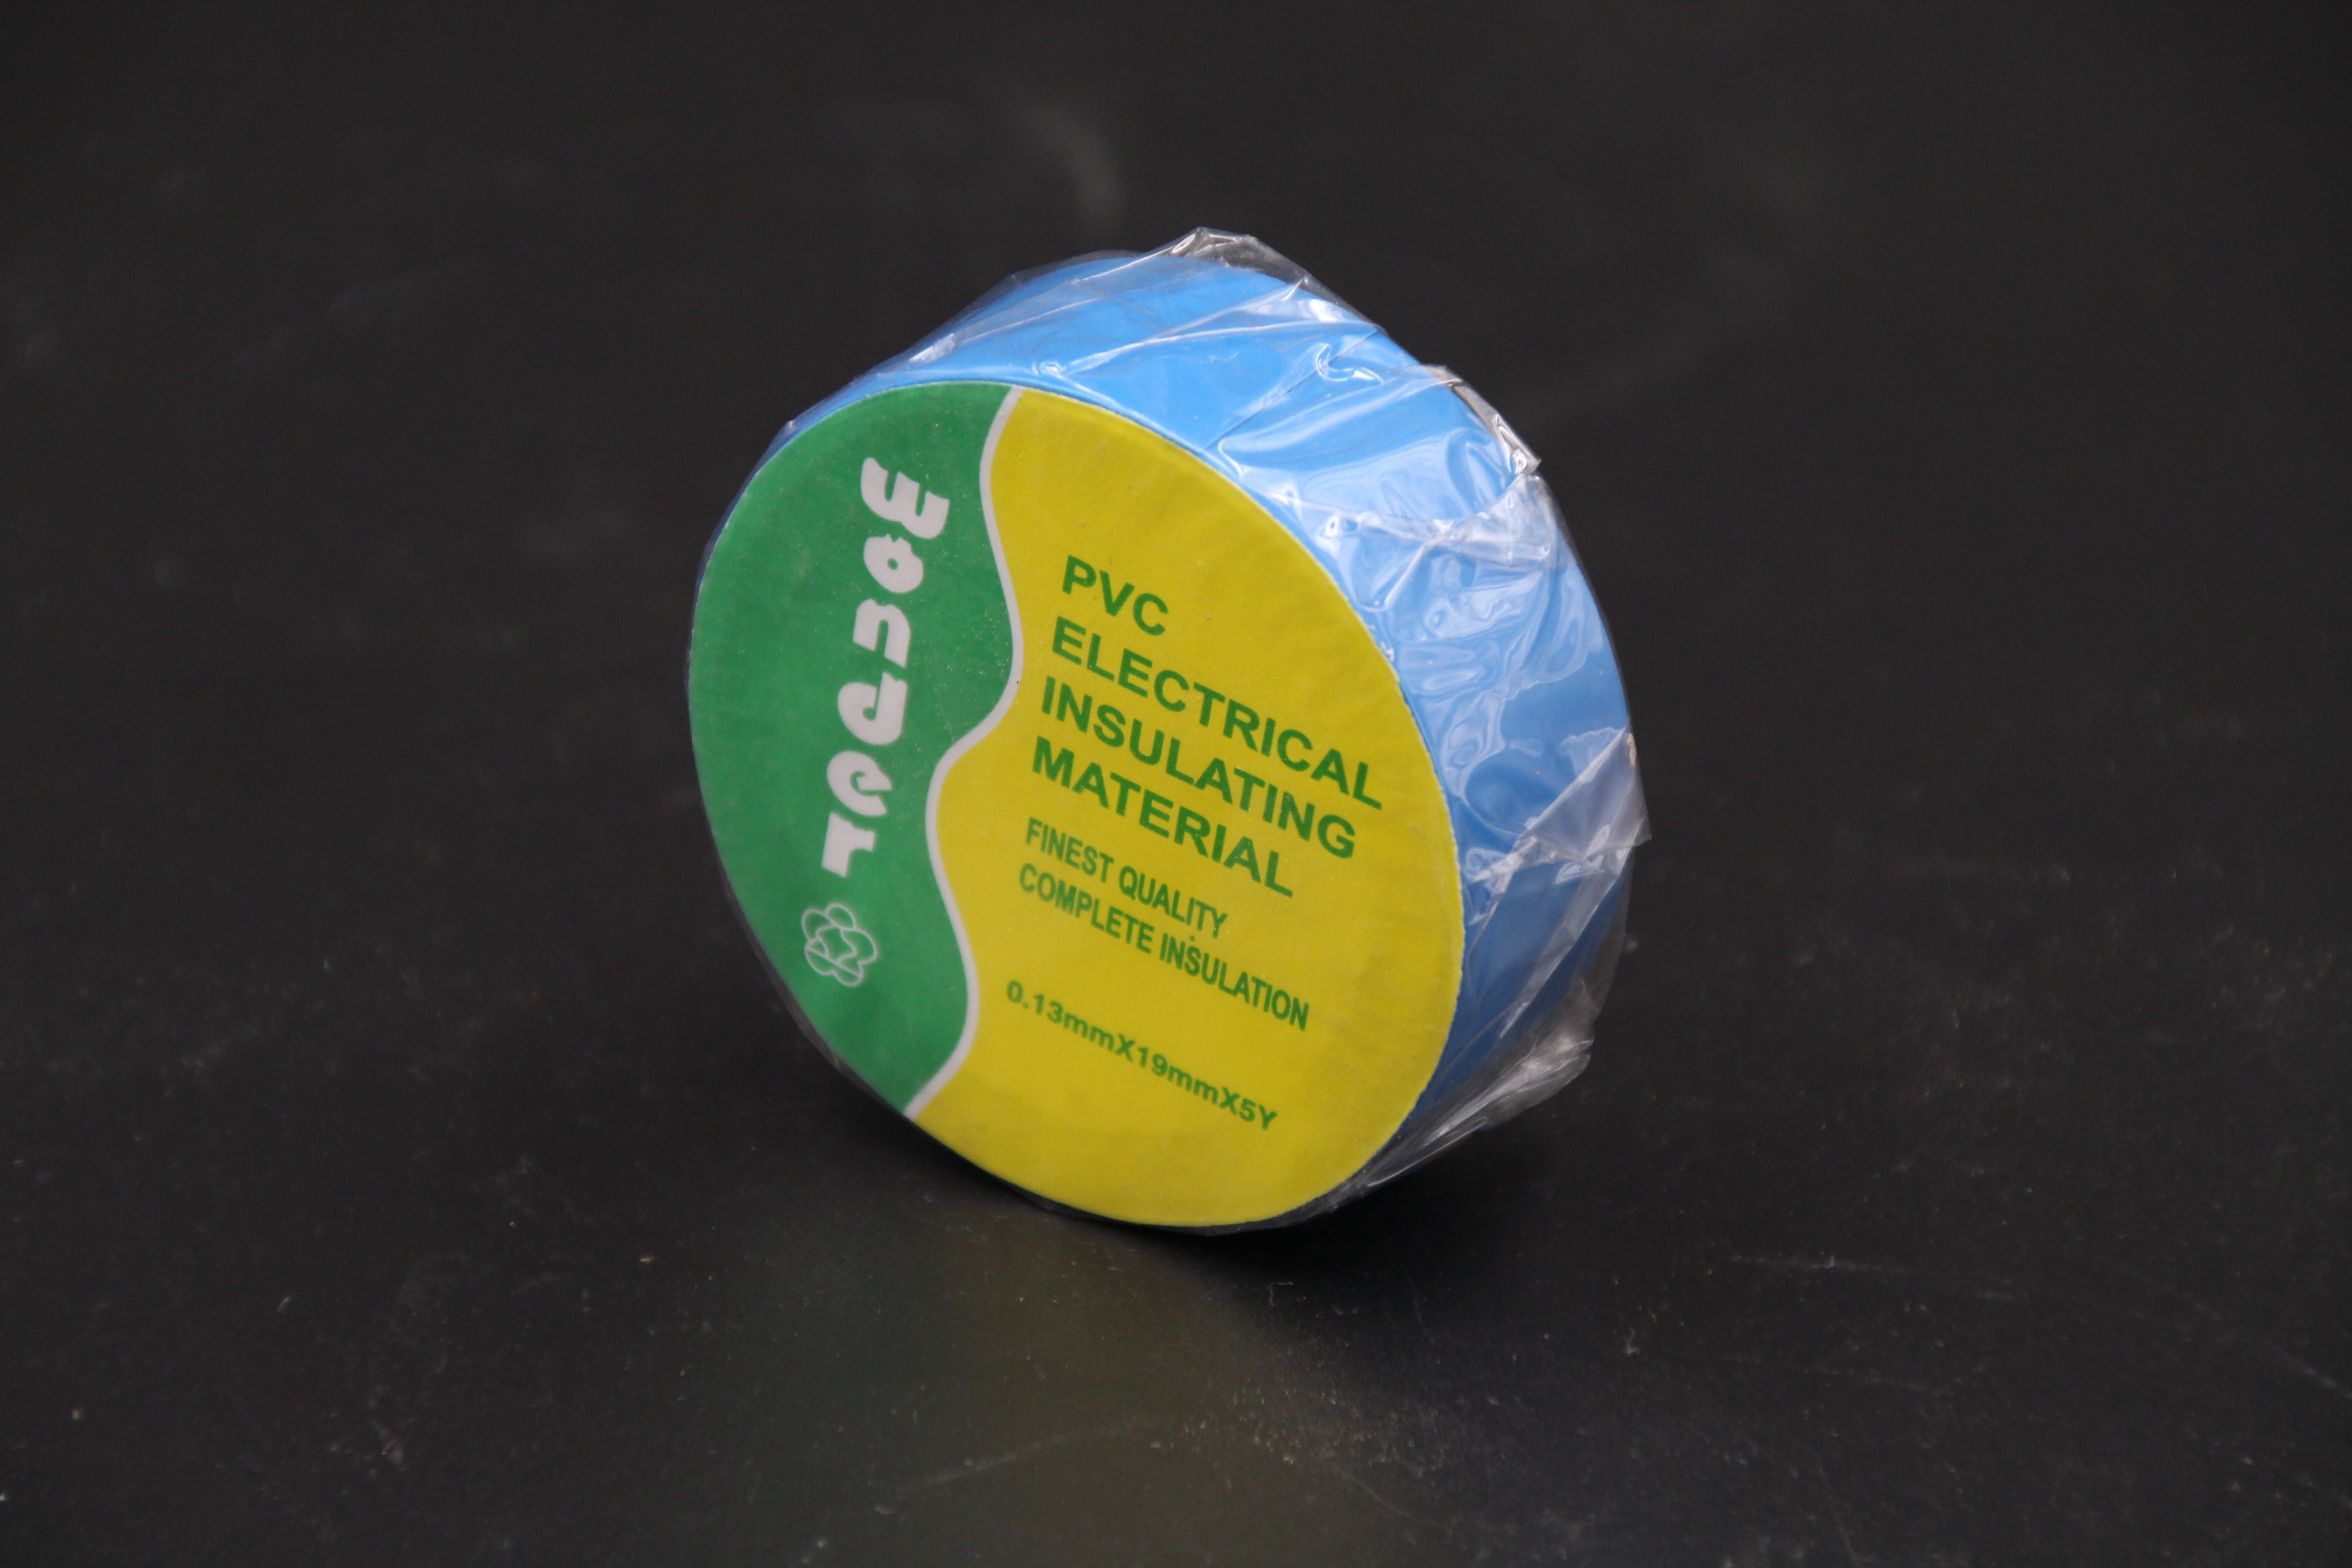 wonder
PVC
ELECTRICAL
INSULATING
MATERIAL
FINEST QUALITY
COMPLETE INSULATION
0.13mmX19mmX5Y